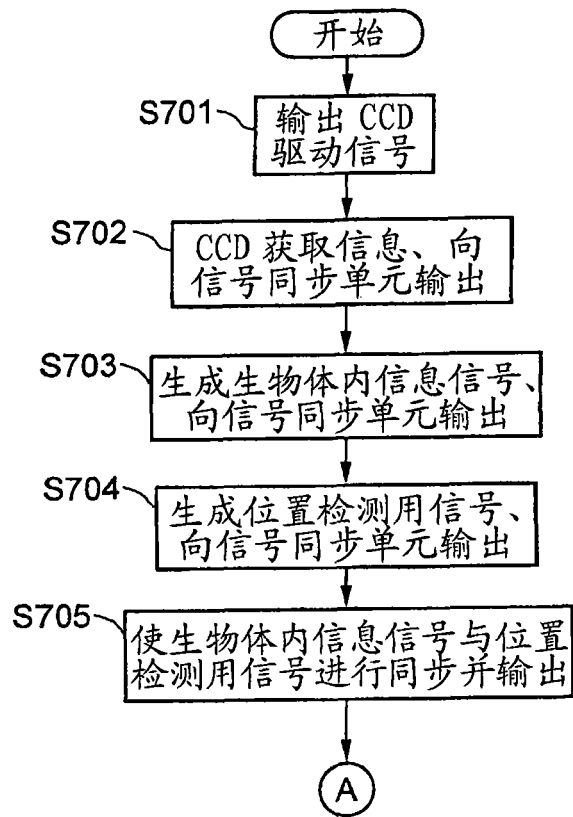 开始
S701
输出 CCD
驱动信号
S702
CCD 获取信息、向
信号同步单元输出
S703
生成生物体内信息信号、
向信号同步单元输出
S704
生成位置检测用信号、
向信号同步单元输出
S705
使生物体内信息信号与位置
检测用信号进行同步并输出
A